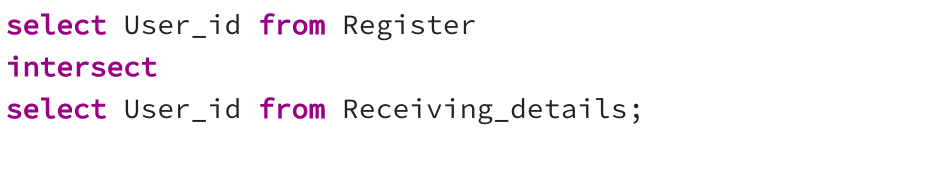 select User_id from Register
intersect
select User_id from Receiving_details;